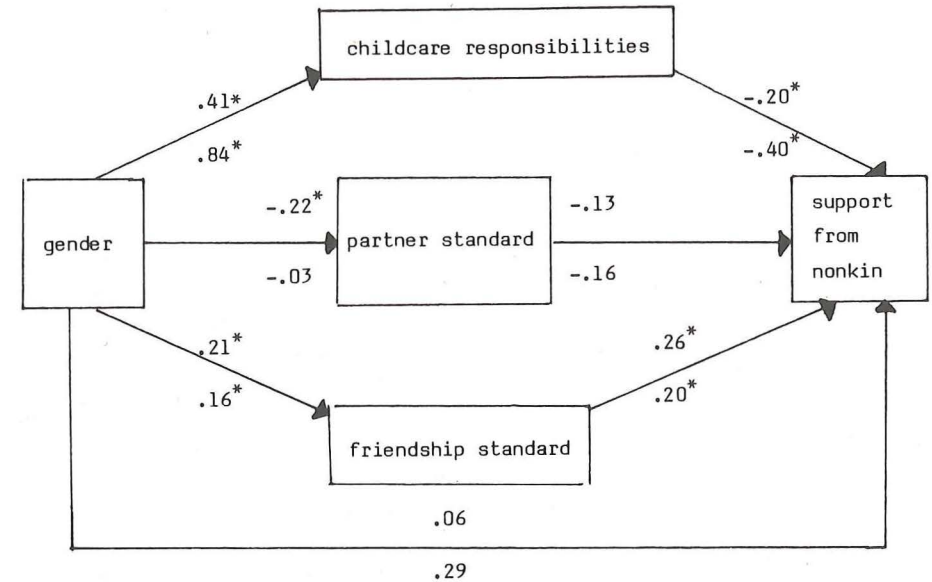 childcare responsibilities
.41*
.84*
-.20*
-.40*
gender
-.22*
-.03
partner standard
-.13
-.16
support
from
nonkin
.21*
.16*
.26*
.20*
friendship standard
.06
.29